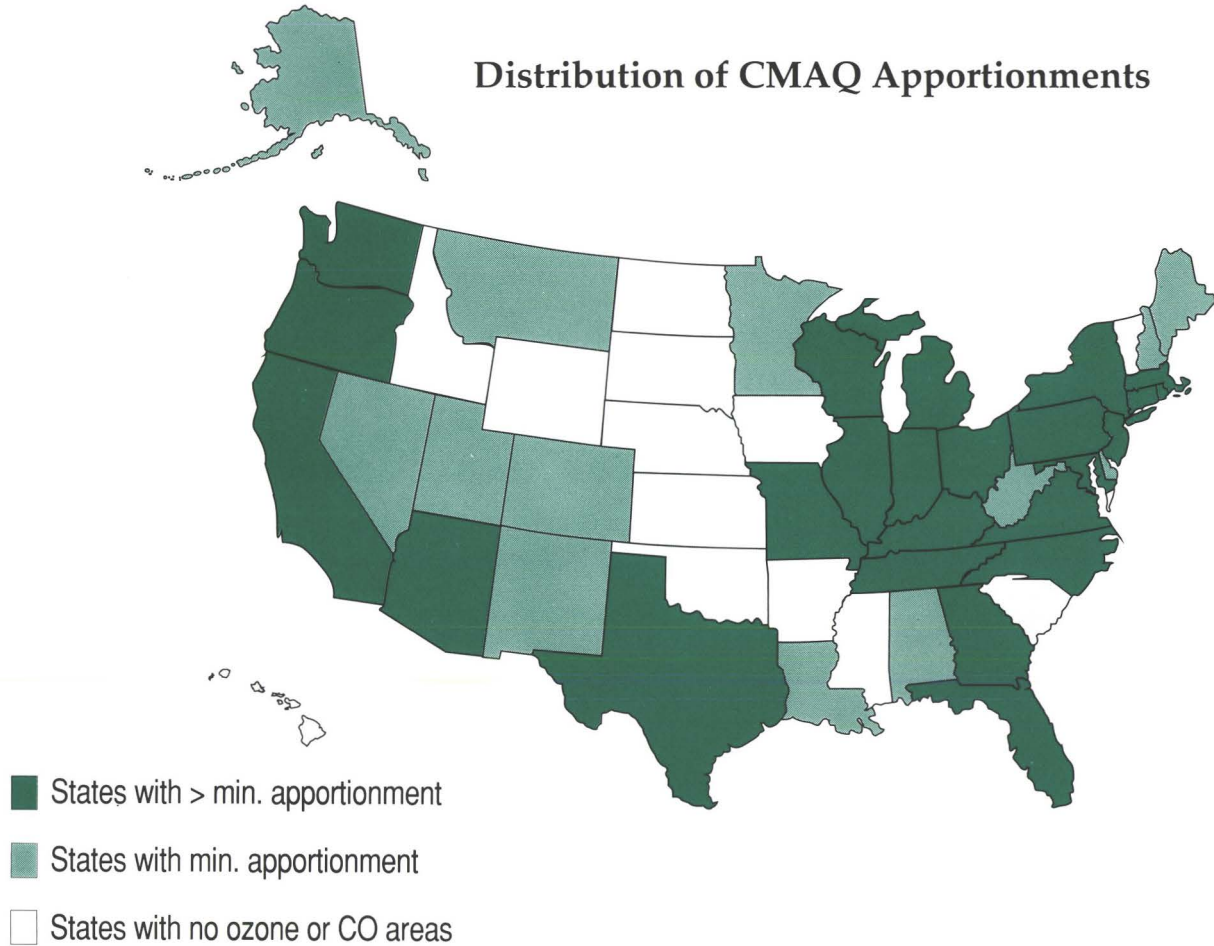 Distribution of CMAQ Apportionments
States with > min. apportionment
States with min. apportionment
States with no ozone or CO areas